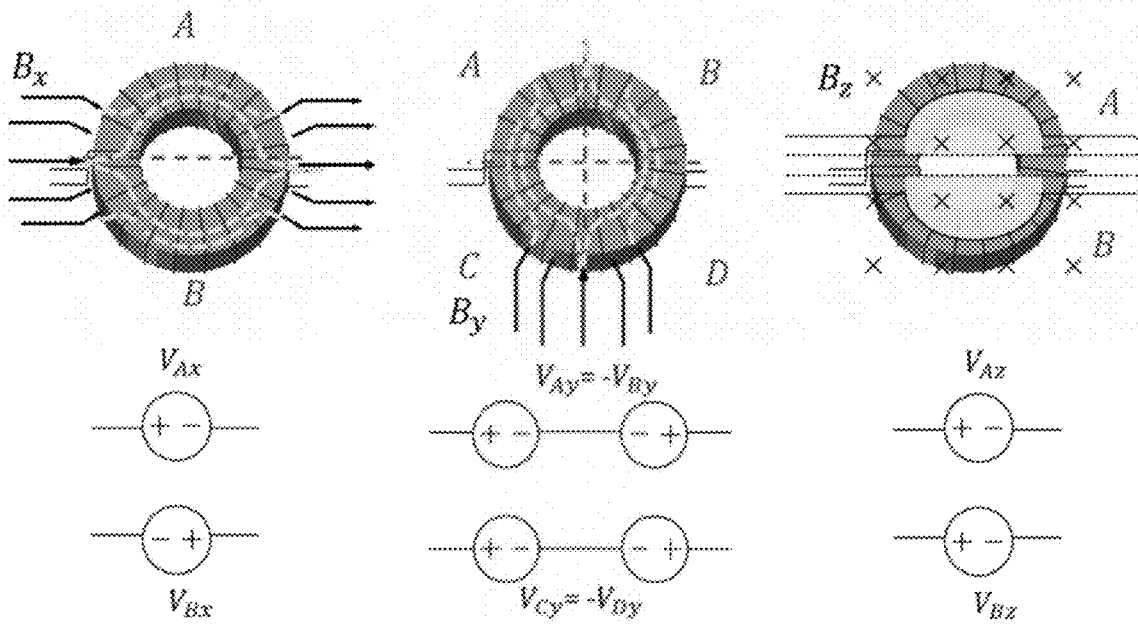 A
B_x
B
A
B
C
D
B_y
B_z
A
B
V_Ax
V_Ay= -V_By
V_Az
+ -
+ - - +
+ -
- +
+ - - +
+ -
V_Bx
V_Cy= -V_Dy
V_Bz